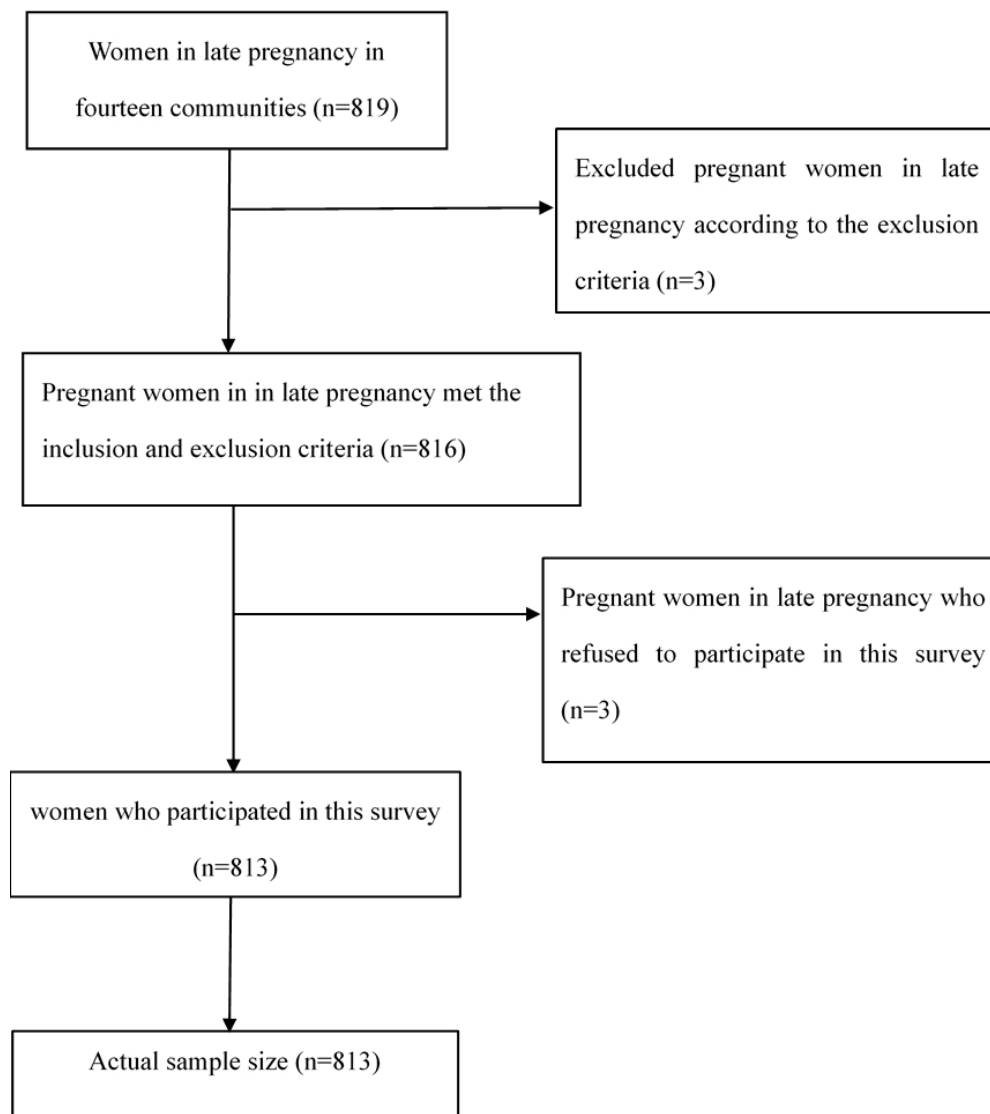 Women in late pregnancy in
fourteen communities (n=819)
Excluded pregnant women in late
pregnancy according to the exclusion
criteria (n=3)
Pregnant women in in late pregnancy met the
inclusion and exclusion criteria (n=816)
Pregnant women in late pregnancy who
refused to participate in this survey
(n=3)
women who participated in this survey
(n=813)
Actual sample size (n=813)